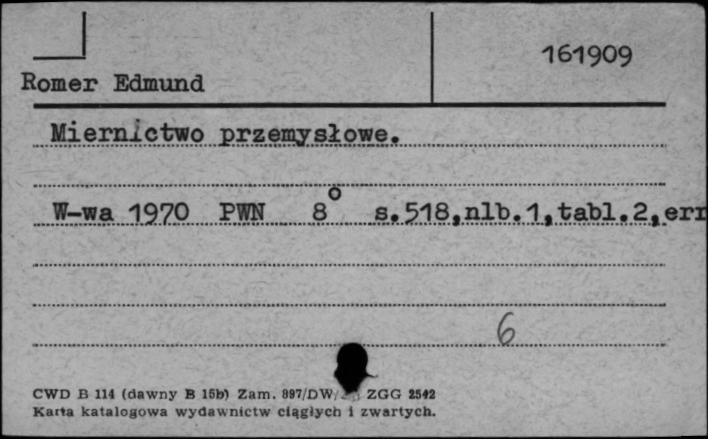 161909
Romer Edmund
Miernictwo przemysłowe.
W-wa 1970 PWN 8° s.518,nlb.1,tabl.2,err
6
CWD B 114 (dawny B 15b) Zam. 897/DW/ ZGG 2542
Karta katalogowa wydawnictw ciągłych i zwartych.